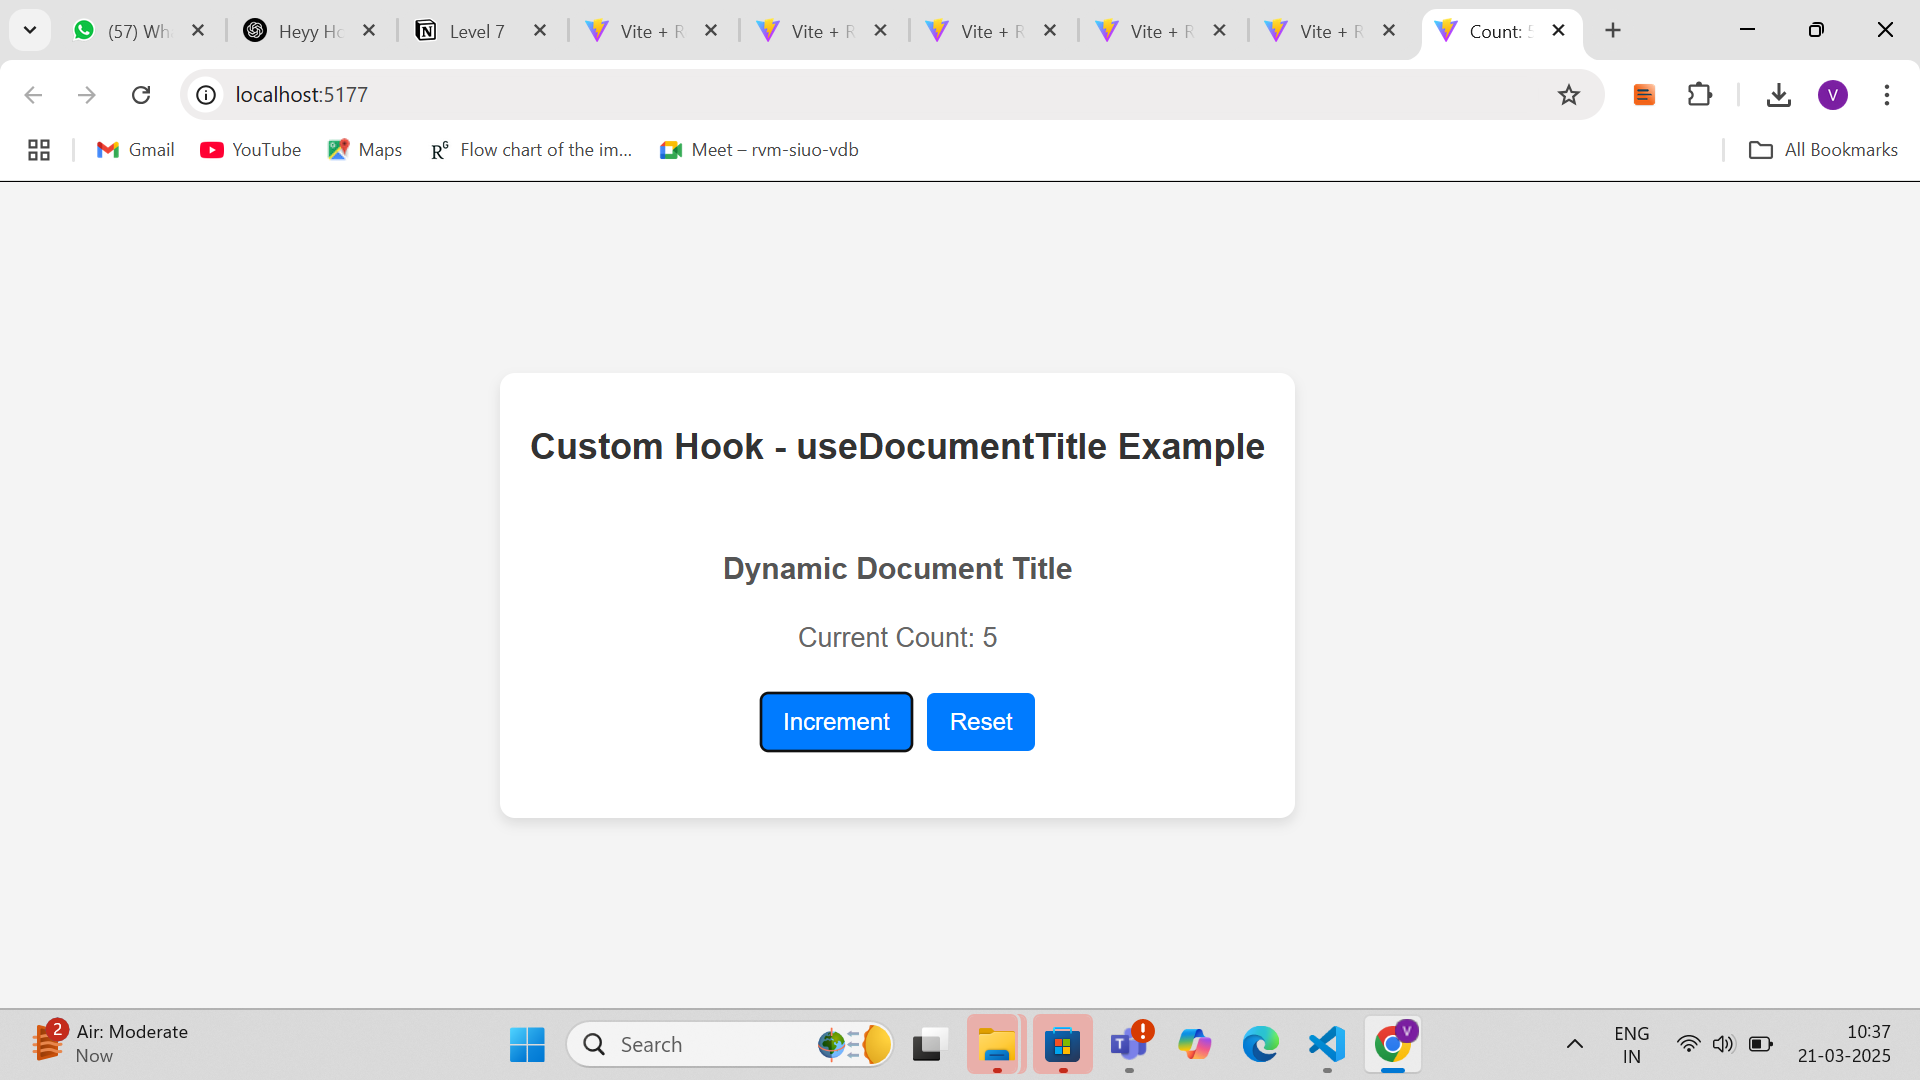 (57) Wh
Heyy Ho
Level 7
Vite + R
Vite + R
Vite + R
Vite + R
Vite + R
Count: 5
localhost:5177
V
Gmail
YouTube
Maps
RG
Flow chart of the im...
Meet – rvm-siuo-vdb
All Bookmarks
Custom Hook - useDocumentTitle Example
Dynamic Document Title
Current Count: 5
Increment
Reset
2
Air: Moderate
Now
Search
T
V
ENG
IN
10:37
21-03-2025